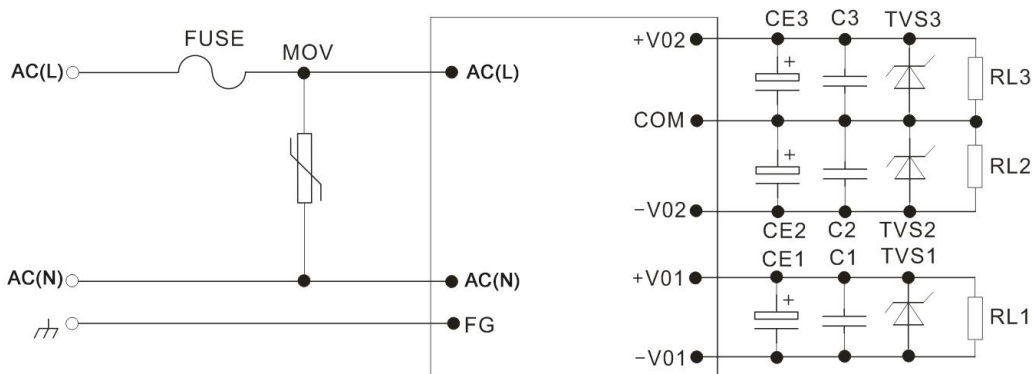 CE3 C3 TVS3
FUSE
+V02
MOV
AC(L) AC(L)
+
RL3
COM
+
RL2
-V02
CE2 C2 TVS2
CE1 C1 TVS1
AC(N) AC(N) +V01
+
RL1
FG
-V01